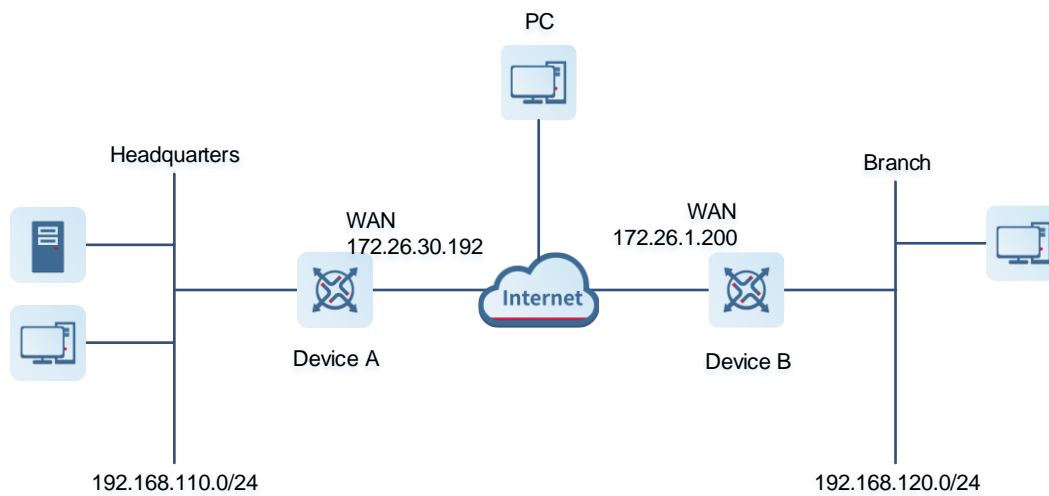 PC
Headquarters
Branch
WAN
172.26.30.192
WAN
172.26.1.200
Internet
Device A
Device B
192.168.110.0/24
192.168.120.0/24